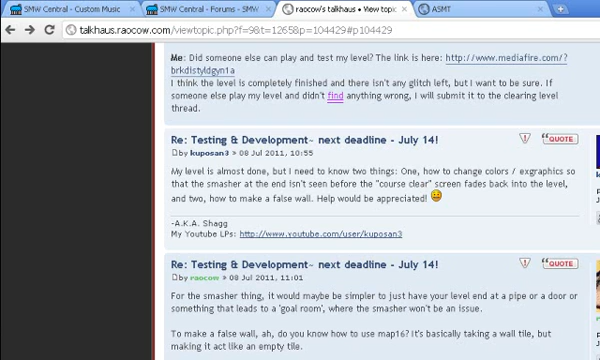 SMW Central - Custom Music
SMW Central - Forums - SMW
raocow's talkhaus • View topic
ASMT
talkhaus.raocow.com/viewtopic.php?f=9&t=1265&p=104429#p104429
Me: Did someone else can play and test my level? The link is here: http://www.mediafire.com/?
brkdistyldgyn1a
I think the level is completely finished and there isn't any glitch left, but I want to be sure. If
someone else play my level and didn't find anything wrong, I will submit it to the clearing level
thread.
Re: Testing & Development~ next deadline - July 14!
QUOTE
by kuposan3 » 08 Jul 2011, 10:55
My level is almost done, but I need to know two things: One, how to change colors / exgraphics so
that the smasher at the end isn't seen before the "course clear" screen fades back into the level,
and two, how to make a false wall. Help would be appreciated!
-A.K.A. Shagg
My Youtube LPs: http://www.youtube.com/user/kuposan3
Re: Testing & Development~ next deadline - July 14!
QUOTE
by raocow » 08 Jul 2011, 11:01
For the smasher thing, it would maybe be simpler to just have your level end at a pipe or a door or
something that leads to a 'goal room', where the smasher won't be an issue.
To make a false wall, ah, do you know how to use map16? It's basically taking a wall tile, but
making it act like an empty tile.